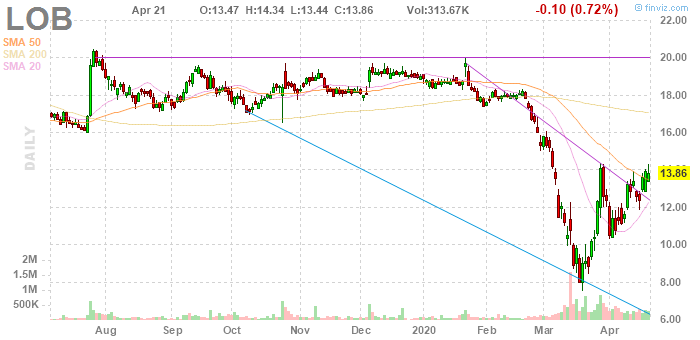 © finviz.com
LOB Apr 21 O:13.47 H:14.34 L:13.44 C:13.86 Vol:313.67K -0.10 (0.72%)
SMA 50
SMA 200
SMA 20
DAILY
22.00
20.00
18.00
16.00
14.00
13.86
12.00
10.00
8.00
6.00
2M
1.5M
1M
500K
Aug Sep Oct Nov Dec 2020 Feb Mar Apr